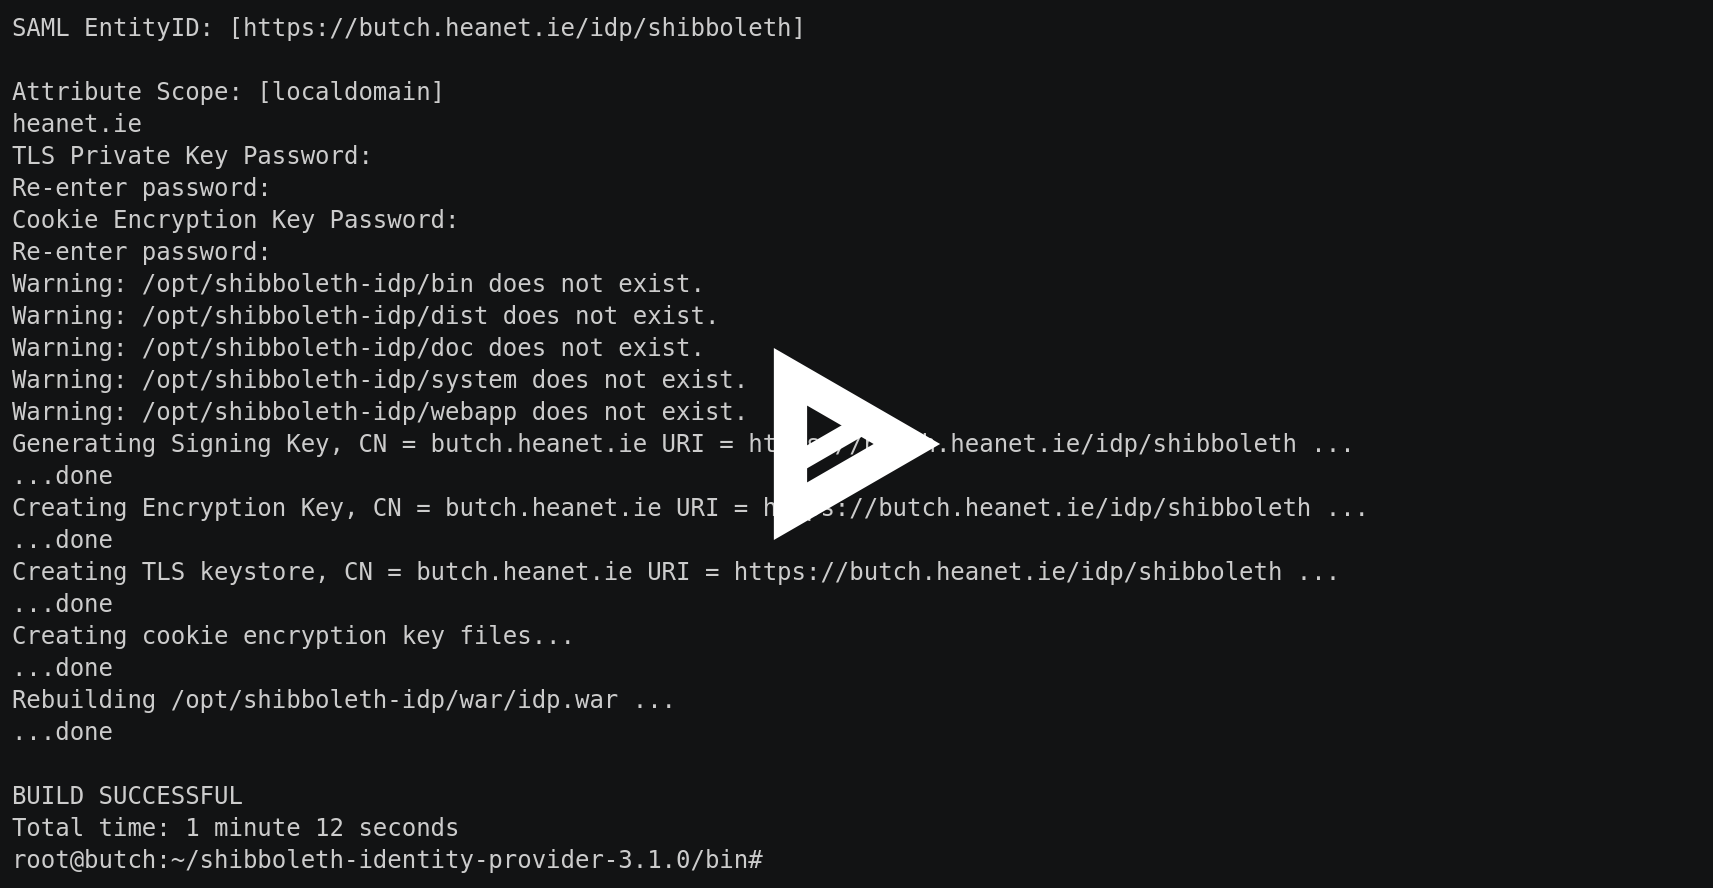 SAML EntityID: [https://butch.heanet.ie/idp/shibboleth]
Attribute Scope: [localdomain]
heanet.ie
TLS Private Key Password:
Re-enter password:
Cookie Encryption Key Password:
Re-enter password:
Warning: /opt/shibboleth-idp/bin does not exist.
Warning: /opt/shibboleth-idp/dist does not exist.
Warning: /opt/shibboleth-idp/doc does not exist.
Warning: /opt/shibboleth-idp/system does not exist.
Warning: /opt/shibboleth-idp/webapp does not exist.
Generating Signing Key, CN = butch.heanet.ie URI = https://butch.heanet.ie/idp/shibboleth ...
...done
Creating Encryption Key, CN = butch.heanet.ie URI = https://butch.heanet.ie/idp/shibboleth ...
...done
Creating TLS keystore, CN = butch.heanet.ie URI = https://butch.heanet.ie/idp/shibboleth ...
...done
Creating cookie encryption key files...
...done
Rebuilding /opt/shibboleth-idp/war/idp.war ...
...done
BUILD SUCCESSFUL
Total time: 1 minute 12 seconds
root@butch:~/shibboleth-identity-provider-3.1.0/bin#